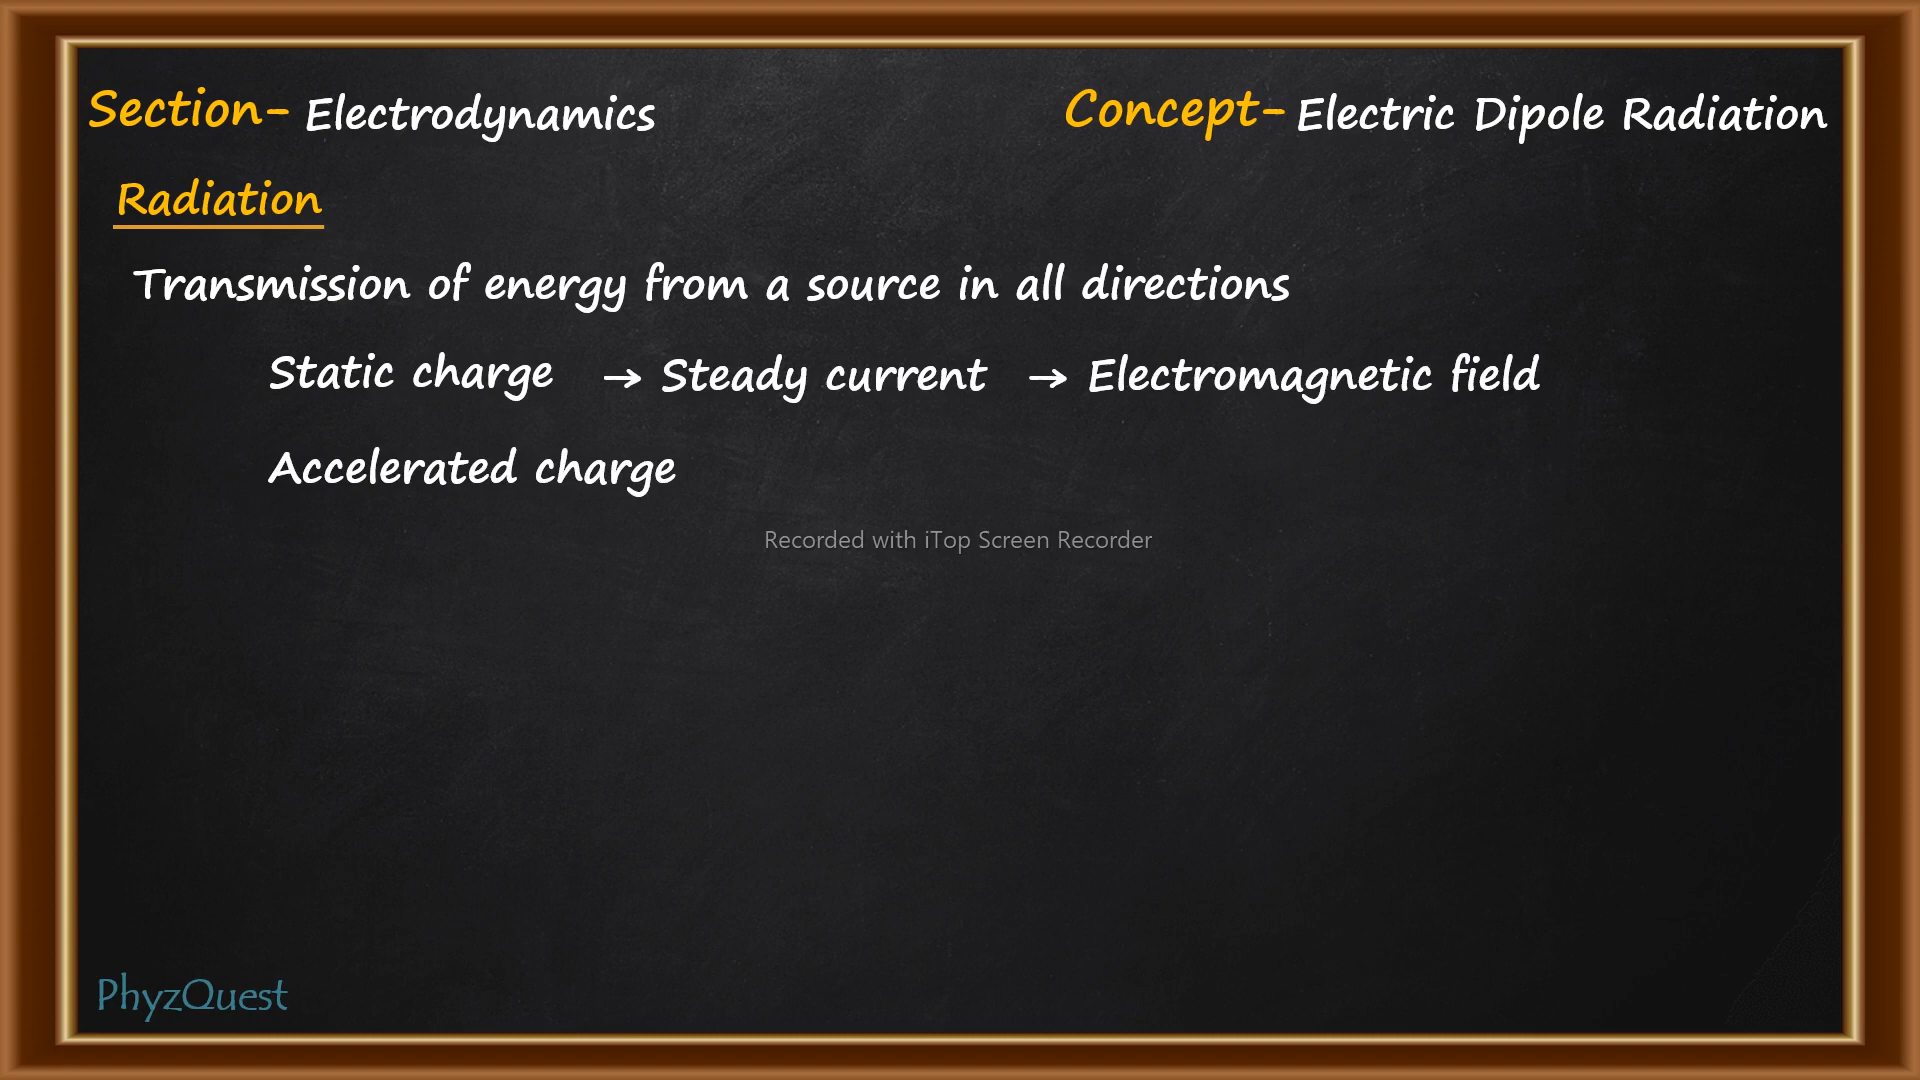 Section- Electrodynamics Concept- Electric Dipole Radiation
Radiation
Transmission of energy from a source in all directions
Static charge → Steady current → Electromagnetic field
Accelerated charge
Recorded with iTop Screen Recorder
PhyzQuest